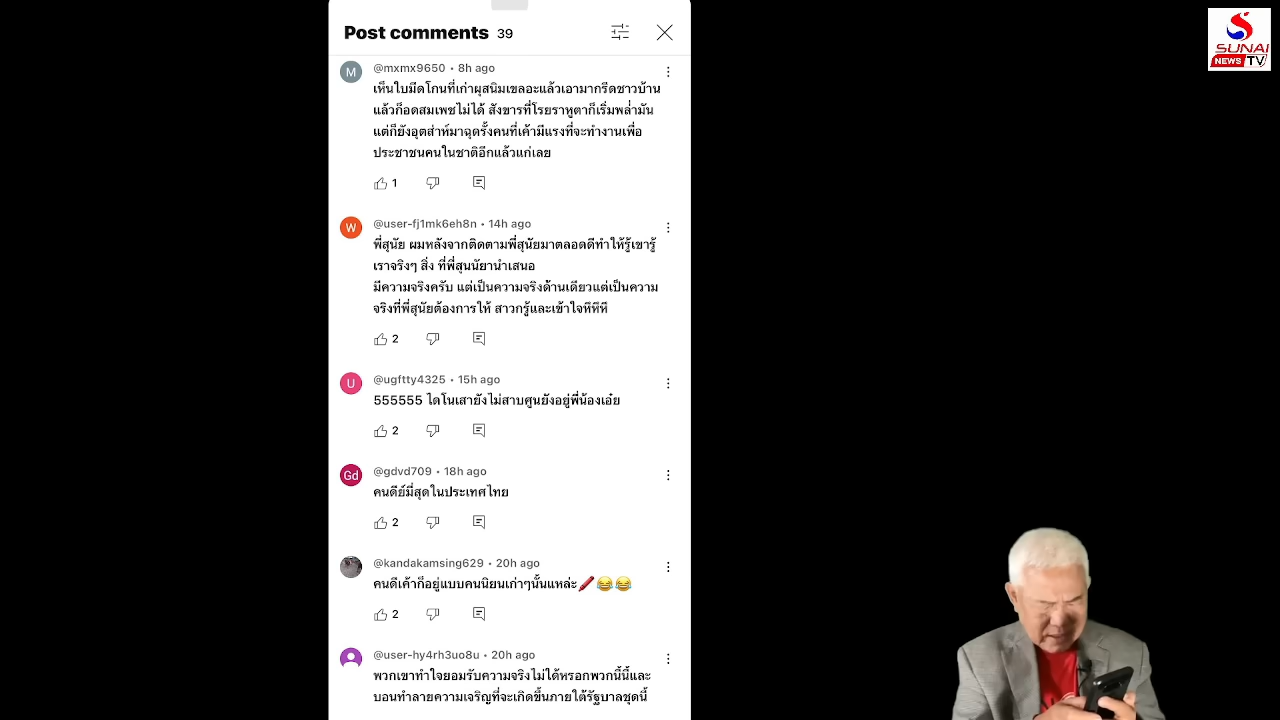 Post comments 39
SUNAI
NEWS TV
M
@mxmx9650 • 8h ago
เห็นใบมีดโกนที่เก่าผุสนิมเขลอะแล้วเอามากรีดชาวบ้าน
แล้วก็อดสมเพชไม่ได้ สังขารที่โรยราหูตาก็เริ่มพล่ำมัน
แต่ก็ยังอุตส่าห์มาฉุดรั้งคนที่เค้ามีแรงที่จะทำงานเพื่อ
ประชาชนคนในชาติอีกแล้วแก่เลย
1
W
@user-fj1mk6eh8n • 14h ago
พี่สุนัย ผมหลังจากติดตามพี่สุนัยมาตลอดดีทำให้รู้เขารู้
เราจริงๆ สิ่ง ที่พี่สุนนัยานำเสนอ
มีความจริงครับ แต่เป็นความจริงด้านเดียวแต่เป็นความ
จริงที่พี่สุนัยต้องการให้ สาวกรู้และเข้าใจหึหึหึ
2
U
@ugftty4325 • 15h ago
555555 ไดโนเสายังไม่สาบศูนยังอยู่พี่น้องเอ๋ย
2
Gd
@gdvd709 • 18h ago
คนดีย์มี่สุดในประเทศไทย
2
@kandakamsing629 • 20h ago
คนดีเค้าก็อยู่แบบคนนิยนเก่าๆนั้นแหล่ะ🖍😂😂
2
@user-hy4rh3uo8u • 20h ago
พวกเขาทำใจยอมรับความจริงไม่ได้หรอกพวกนี้นี้และ
บอนทำลายความเจริญที่จะเกิดขึ้นภายใต้รัฐบาลชุดนี้